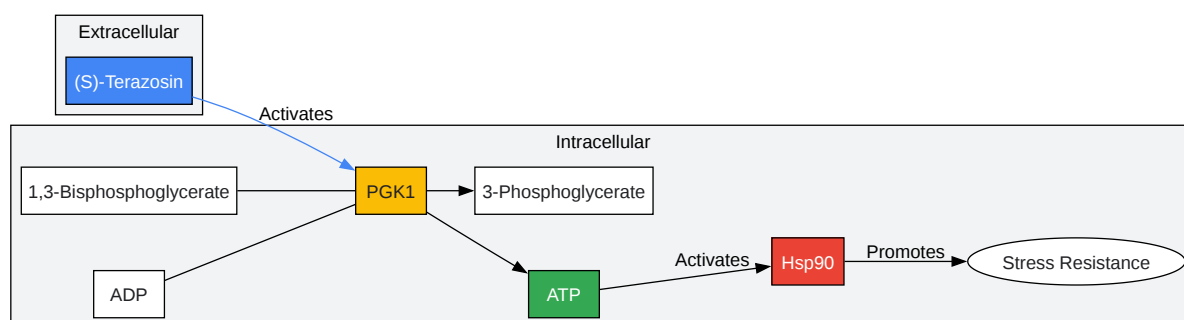 Extracellular
(S)-Terazosin
Activates
Intracellular
1,3-Bisphosphoglycerate
PGK1
3-Phosphoglycerate
ADP
ATP
Activates
Hsp90
Promotes
Stress Resistance